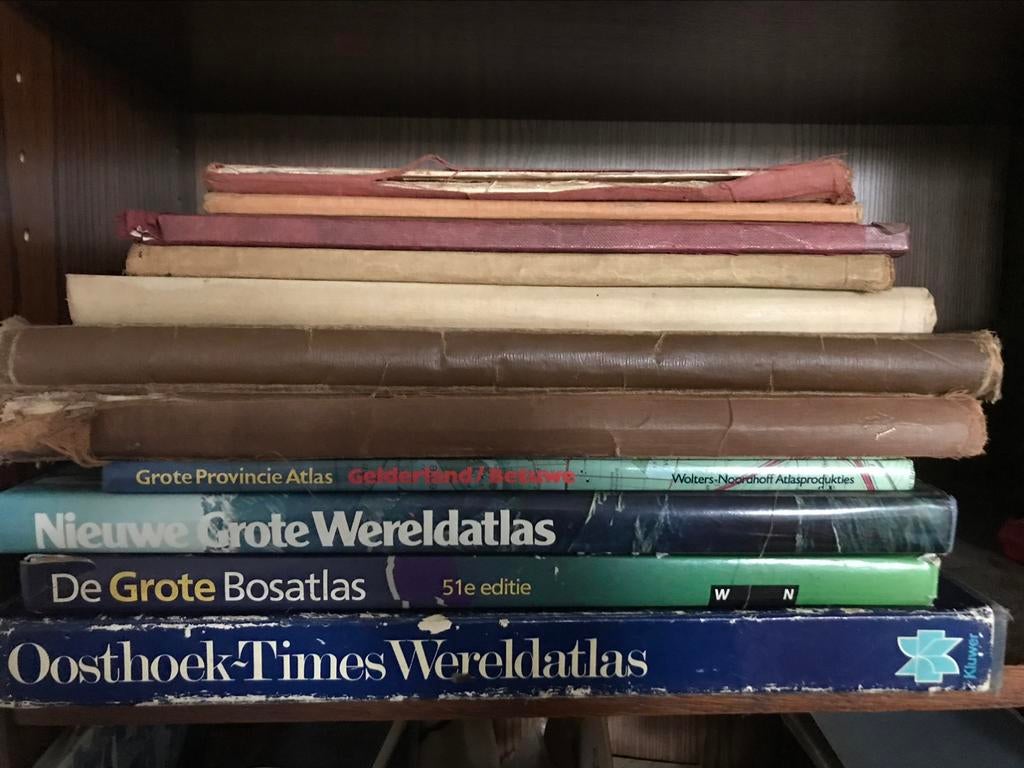 Grote Provincie Atlas Gelderland/Betuwe Wolters-Noordhoff Atlasprodukties
Nieuwe Grote Wereldatlas
De Grote Bosatlas 51e editie W N
Oosthoek-Times Wereldatlas Kluwer